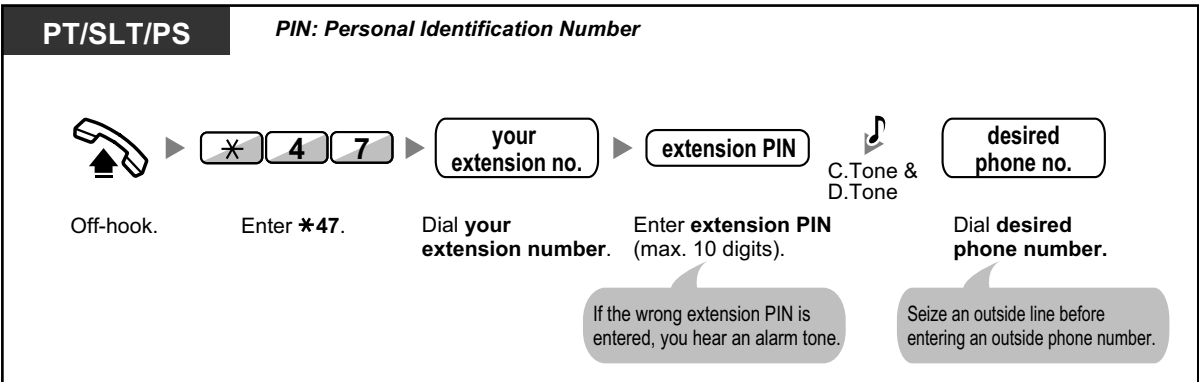 PT/SLT/PS
PIN: Personal Identification Number
✳ 4 7
your
extension no.
extension PIN
C.Tone &
D.Tone
desired
phone no.
Off-hook.
Enter ✳47.
Dial your
extension number.
Enter extension PIN
(max. 10 digits).
Dial desired
phone number.
If the wrong extension PIN is
entered, you hear an alarm tone.
Seize an outside line before
entering an outside phone number.